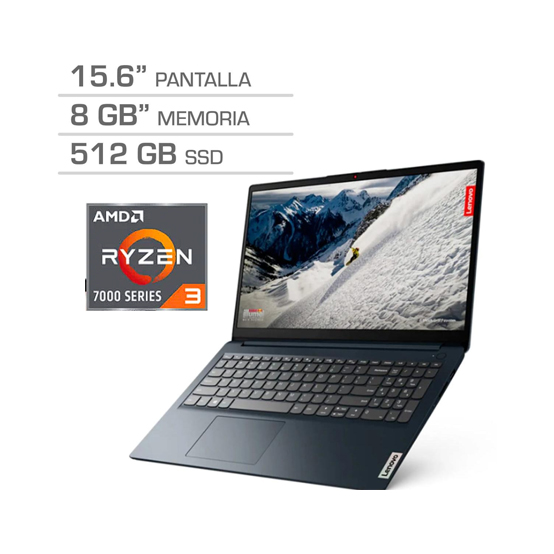 15.6” PANTALLA
8 GB” MEMORIA
512 GB SSD
AMD
RYZEN
7000 SERIES 3
Lenovo
Lenovo